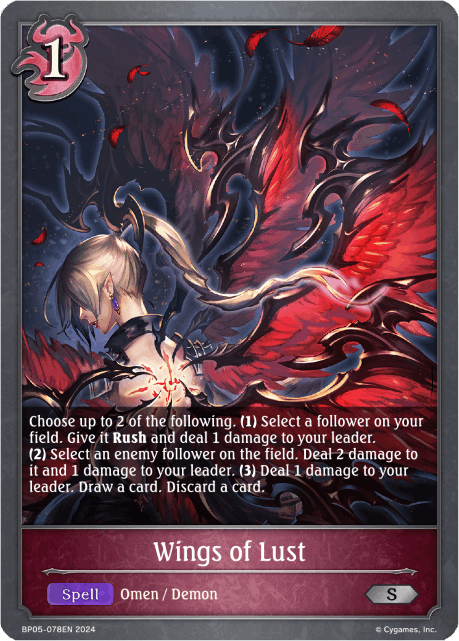 1
Choose up to 2 of the following. (1) Select a follower on your
field. Give it Rush and deal 1 damage to your leader.
(2) Select an enemy follower on the field. Deal 2 damage to
it and 1 damage to your leader. (3) Deal 1 damage to your
leader. Draw a card. Discard a card.
Wings of Lust
Spell Omen / Demon S
BP05-078EN 2024 © Cygames, Inc.